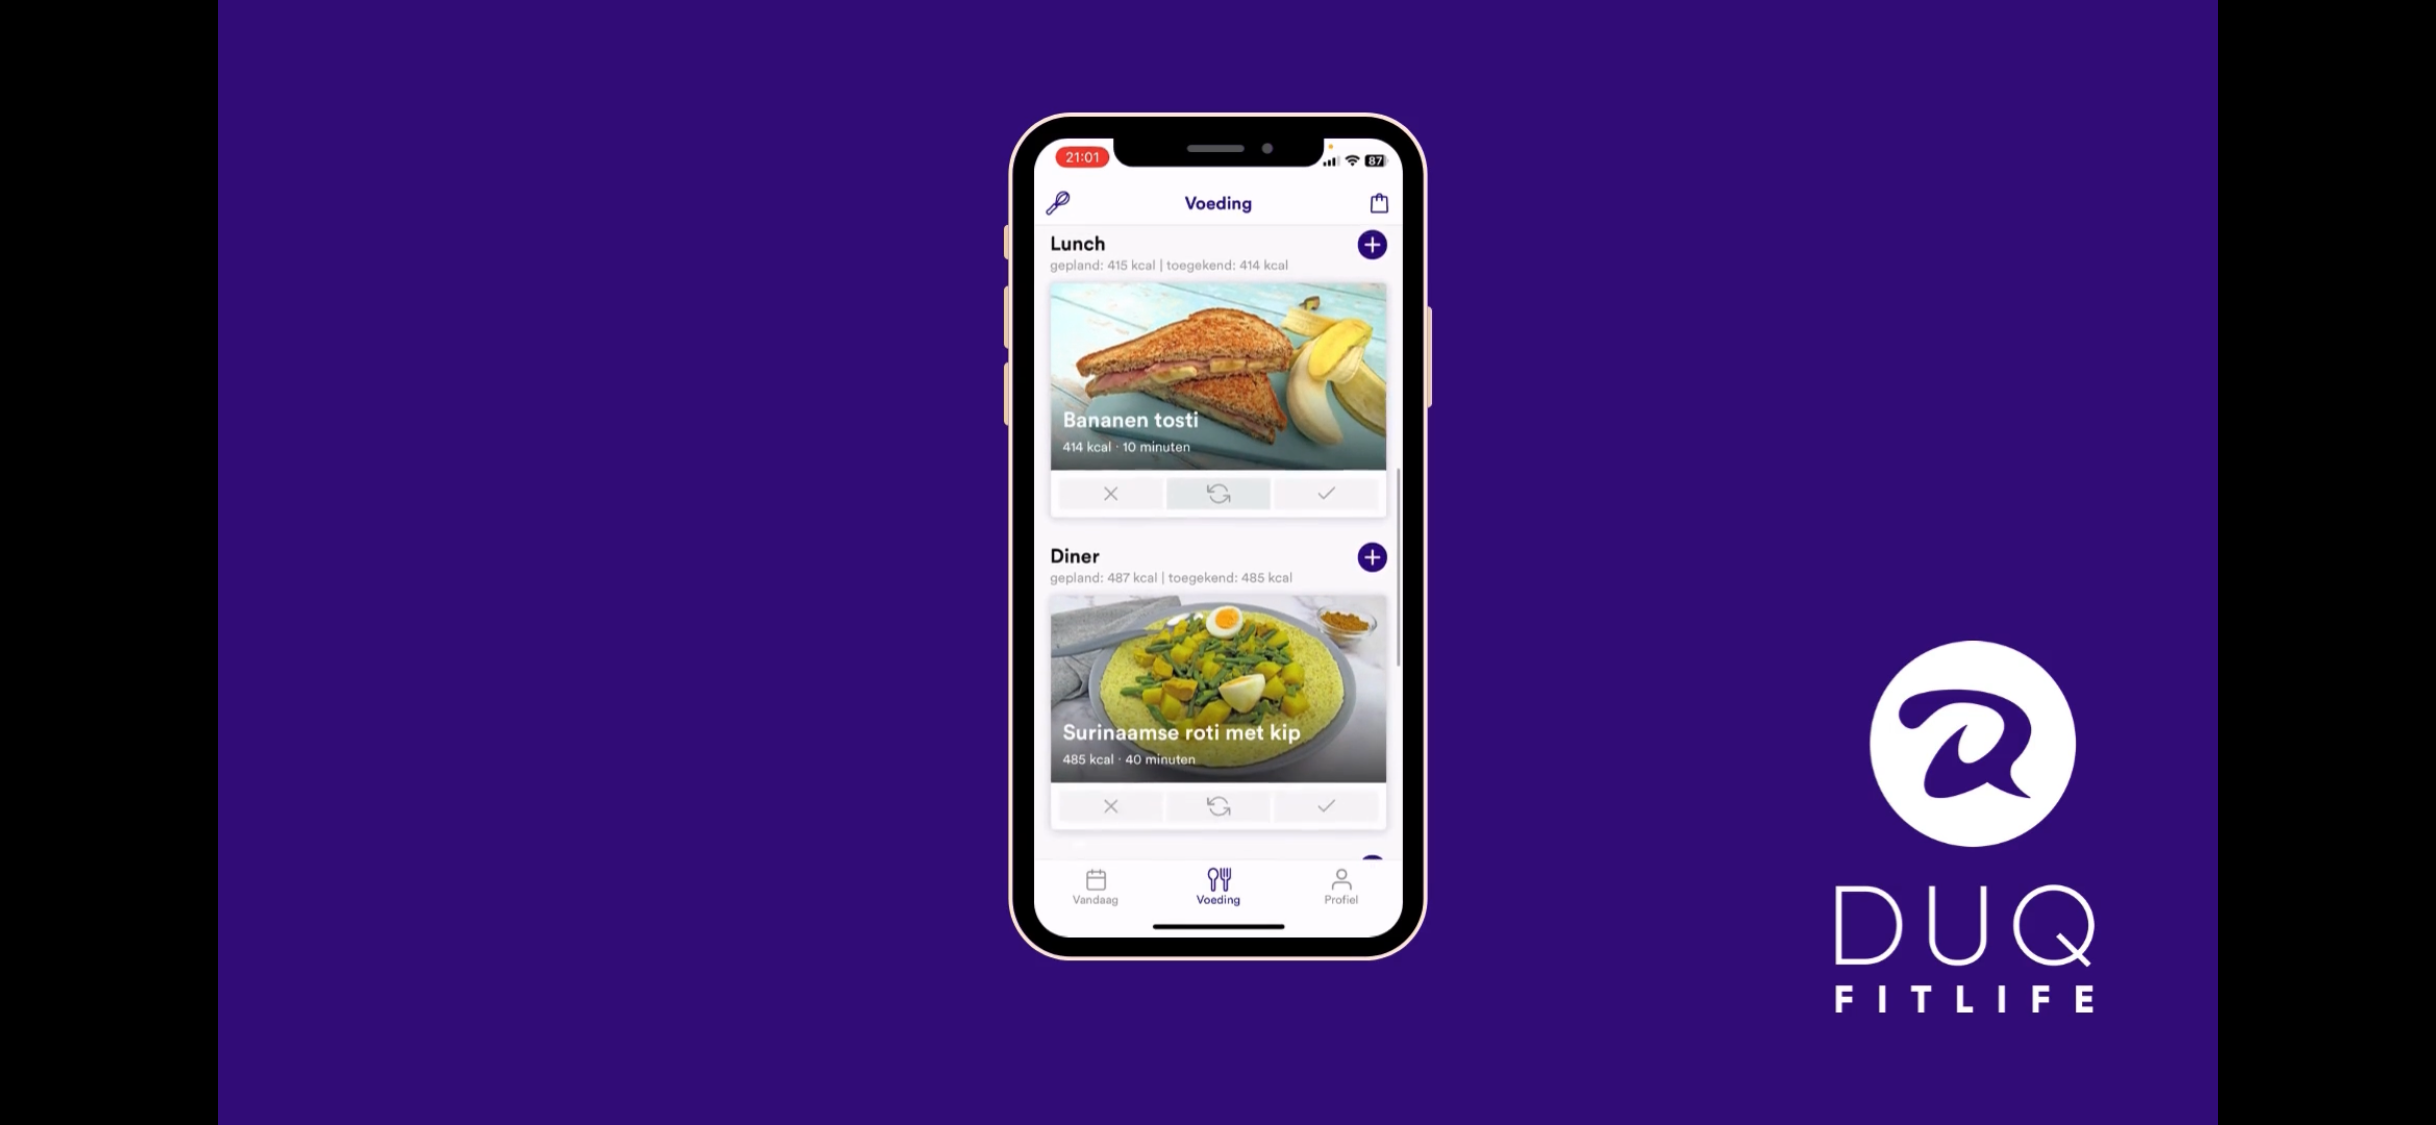 21:01
87
Voeding
Lunch
gepland: 415 kcal | toegekend: 414 kcal
Bananen tosti
414 kcal · 10 minuten
Diner
gepland: 487 kcal | toegekend: 485 kcal
Surinaamse roti met kip
485 kcal · 40 minuten
Vandaag
Voeding
Profiel
DUQ
FITLIFE